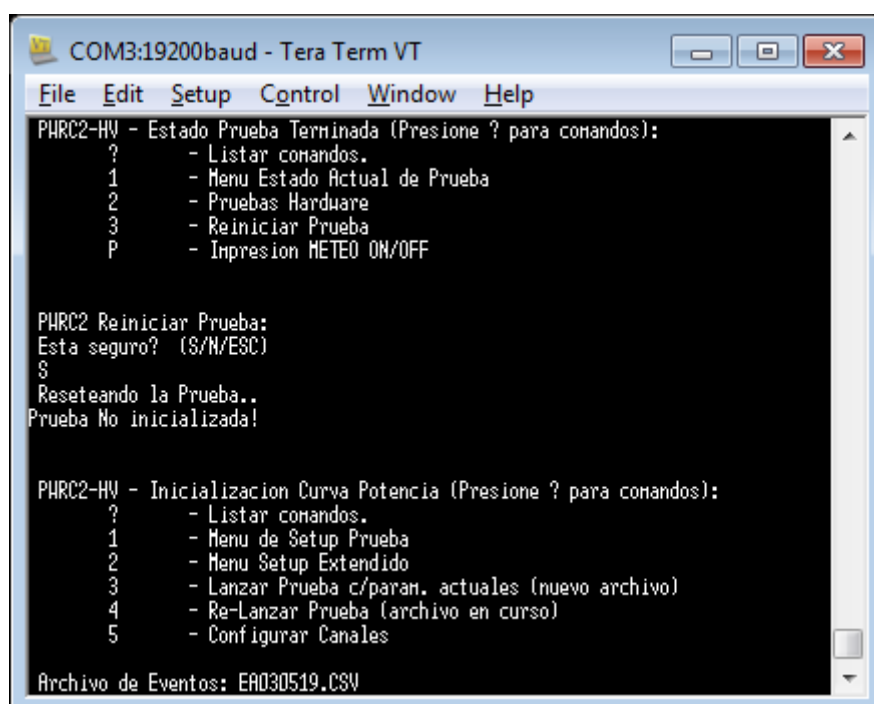 COM3:19200baud - Tera Term VT
File Edit Setup Control Window Help
PWRC2-HV - Estado Prueba Terminada (Presione ? para comandos):
? - Listar comandos.
1 - Menu Estado Actual de Prueba
2 - Pruebas Hardware
3 - Reiniciar Prueba
P - Impresion METEO ON/OFF
PWRC2 Reiniciar Prueba:
Esta seguro? (S/N/ESC)
S
Reseteando la Prueba..
Prueba No inicializada!
PWRC2-HV - Inicializacion Curva Potencia (Presione ? para comandos):
? - Listar comandos.
1 - Menu de Setup Prueba
2 - Menu Setup Extendido
3 - Lanzar Prueba c/param. actuales (nuevo archivo)
4 - Re-Lanzar Prueba (archivo en curso)
5 - Configurar Canales
Archivo de Eventos: EA030519.CSV